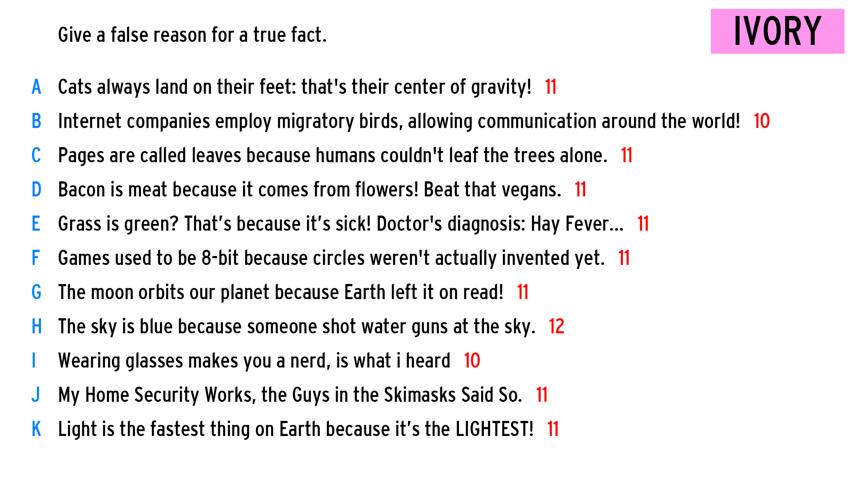 Give a false reason for a true fact.
IVORY
A Cats always land on their feet: that's their center of gravity! 11
B Internet companies employ migratory birds, allowing communication around the world! 10
C Pages are called leaves because humans couldn't leaf the trees alone. 11
D Bacon is meat because it comes from flowers! Beat that vegans. 11
E Grass is green? That’s because it’s sick! Doctor's diagnosis: Hay Fever... 11
F Games used to be 8-bit because circles weren't actually invented yet. 11
G The moon orbits our planet because Earth left it on read! 11
H The sky is blue because someone shot water guns at the sky. 12
I Wearing glasses makes you a nerd, is what i heard 10
J My Home Security Works, the Guys in the Skimasks Said So. 11
K Light is the fastest thing on Earth because it’s the LIGHTEST! 11